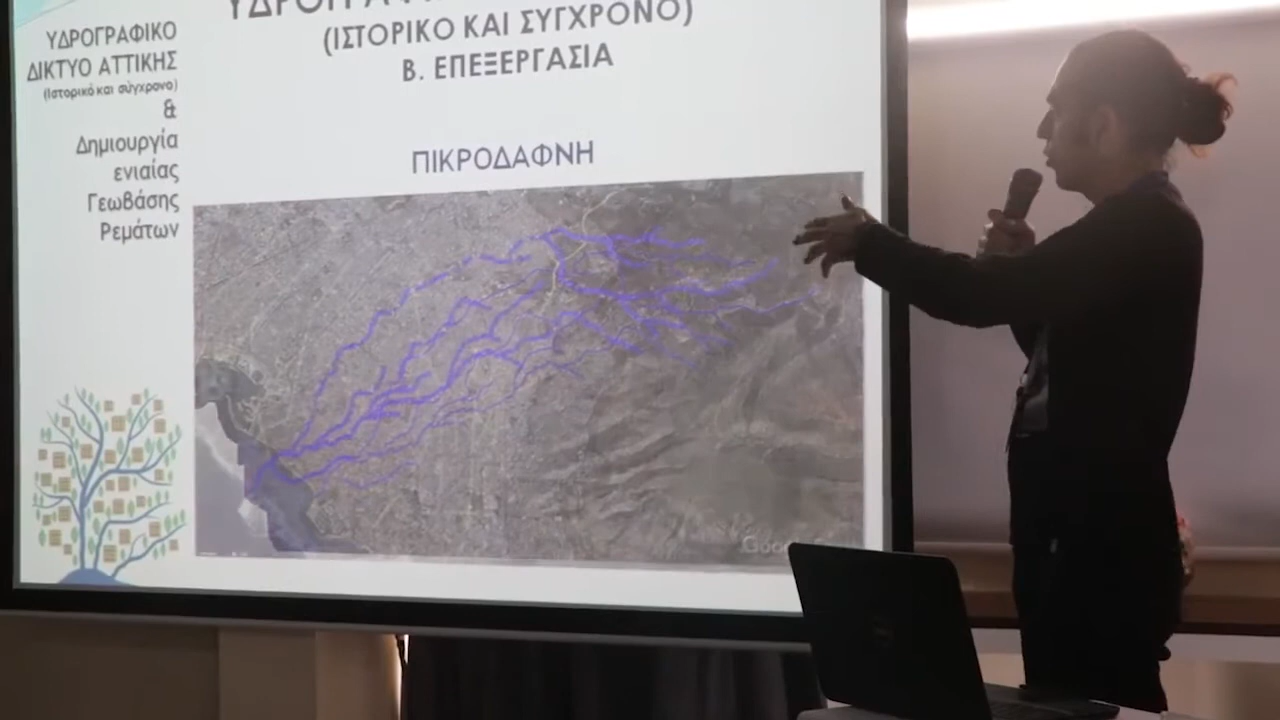 ΥΔΡΟΓΡΑΦΙΚΟ
ΔΙΚΤΥΟ ΑΤΤΙΚΗΣ
(Ιστορικό και σύγχρονο)
&
Δημιουργία
ενιαίας
Γεωβάσης
Ρεμάτων
(ΙΣΤΟΡΙΚΟ ΚΑΙ ΣΥΓΧΡΟΝΟ)
Β. ΕΠΕΞΕΡΓΑΣΙΑ
ΠΙΚΡΟΔΑΦΝΗ